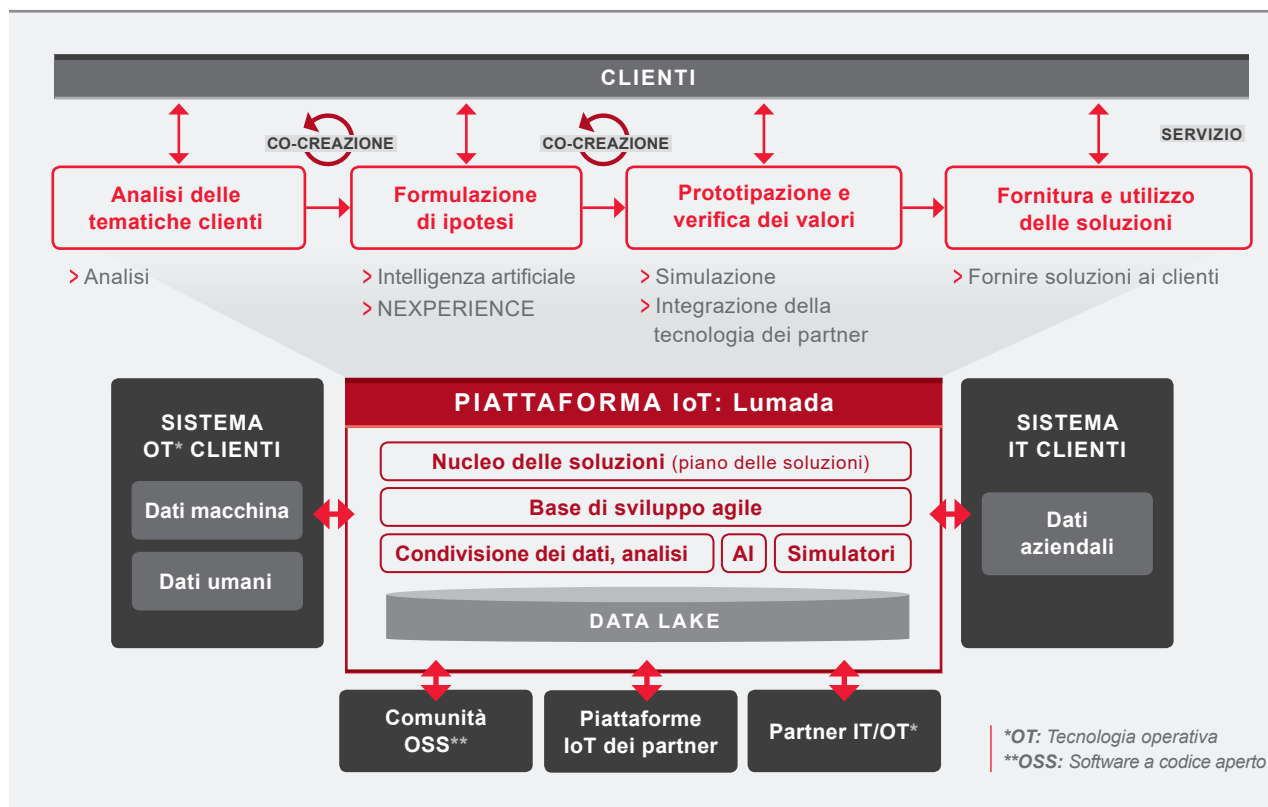 CLIENTI
CO-CREAZIONE
CO-CREAZIONE
SERVIZIO
Analisi delle
tematiche clienti
Formulazione
di ipotesi
Prototipazione e
verifica dei valori
Fornitura e utilizzo
delle soluzioni
> Analisi
> Intelligenza artificiale
> NEXPERIENCE
> Simulazione
> Integrazione della
tecnologia dei partner
> Fornire soluzioni ai clienti
SISTEMA
OT* CLIENTI
Dati macchina
Dati umani
PIATTAFORMA IoT: Lumada
Nucleo delle soluzioni (piano delle soluzioni)
Base di sviluppo agile
Condivisione dei dati, analisi
AI
Simulatori
DATA LAKE
SISTEMA
IT CLIENTI
Dati
aziendali
Comunità
OSS**
Piattaforme
IoT dei partner
Partner IT/OT*
*OT: Tecnologia operativa
**OSS: Software a codice aperto